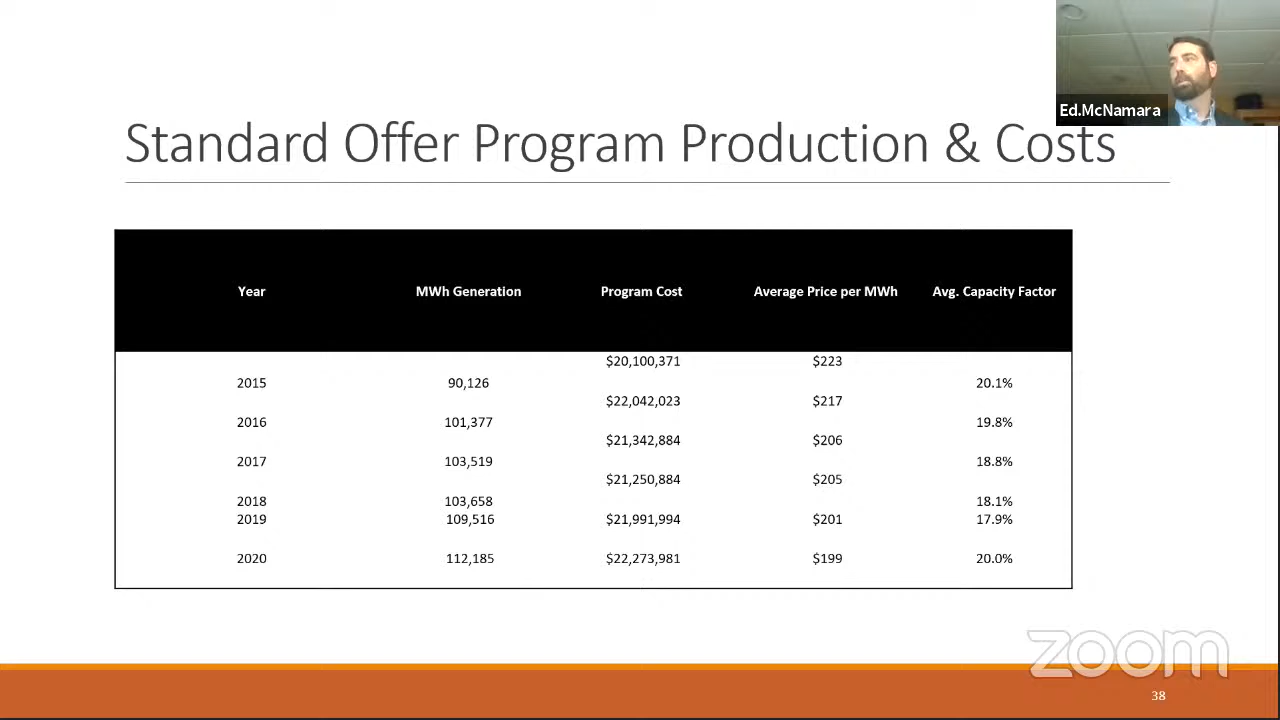 Ed.McNamara
Standard Offer Program Production & Costs
Year MWh Generation Program Cost Average Price per MWh Avg. Capacity Factor
$20,100,371 $223
2015 90,126 20.1%
$22,042,023 $217
2016 101,377 19.8%
$21,342,884 $206
2017 103,519 18.8%
$21,250,884 $205
2018 103,658 18.1%
2019 109,516 $21,991,994 $201 17.9%
2020 112,185 $22,273,981 $199 20.0%
zoom
38